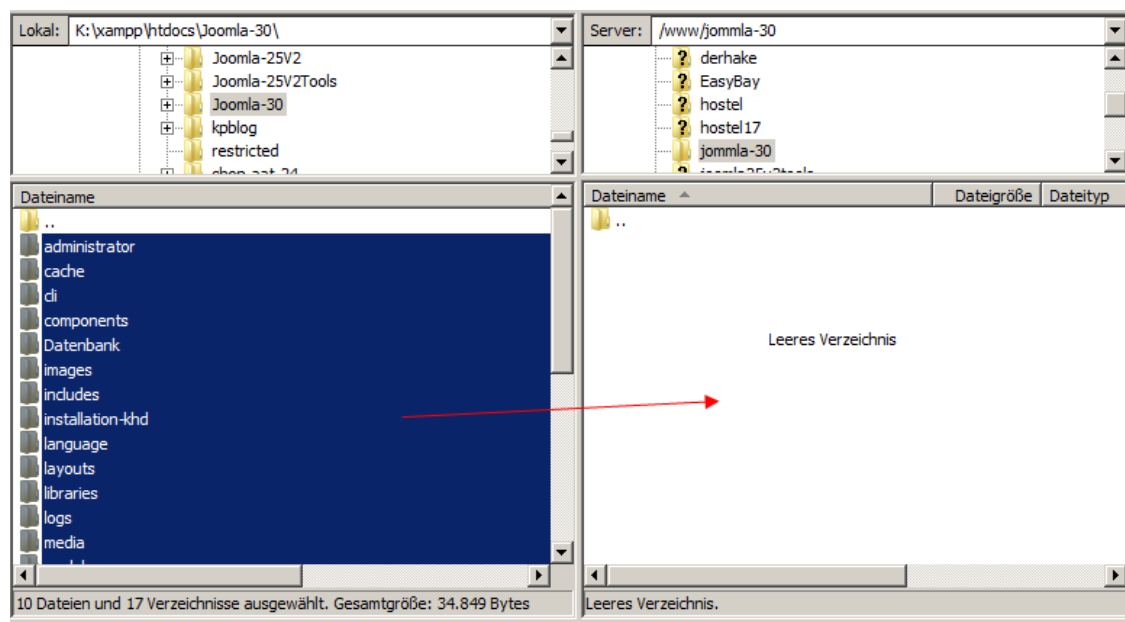 Lokal: K:\xampp\htdocs\Joomla-30\
Joomla-25V2
Joomla-25V2Tools
Joomla-30
kpblog
restricted
Dateiname
..
administrator
cache
cli
components
Datenbank
images
includes
installation-khd
language
layouts
libraries
logs
media
10 Dateien und 17 Verzeichnisse ausgewählt. Gesamtgröße: 34.849 Bytes
Server: /www/jommla-30
derhake
EasyBay
hostel
hostel17
jommla-30
Dateiname Dateigröße Dateityp
..
Leeres Verzeichnis
Leeres Verzeichnis.